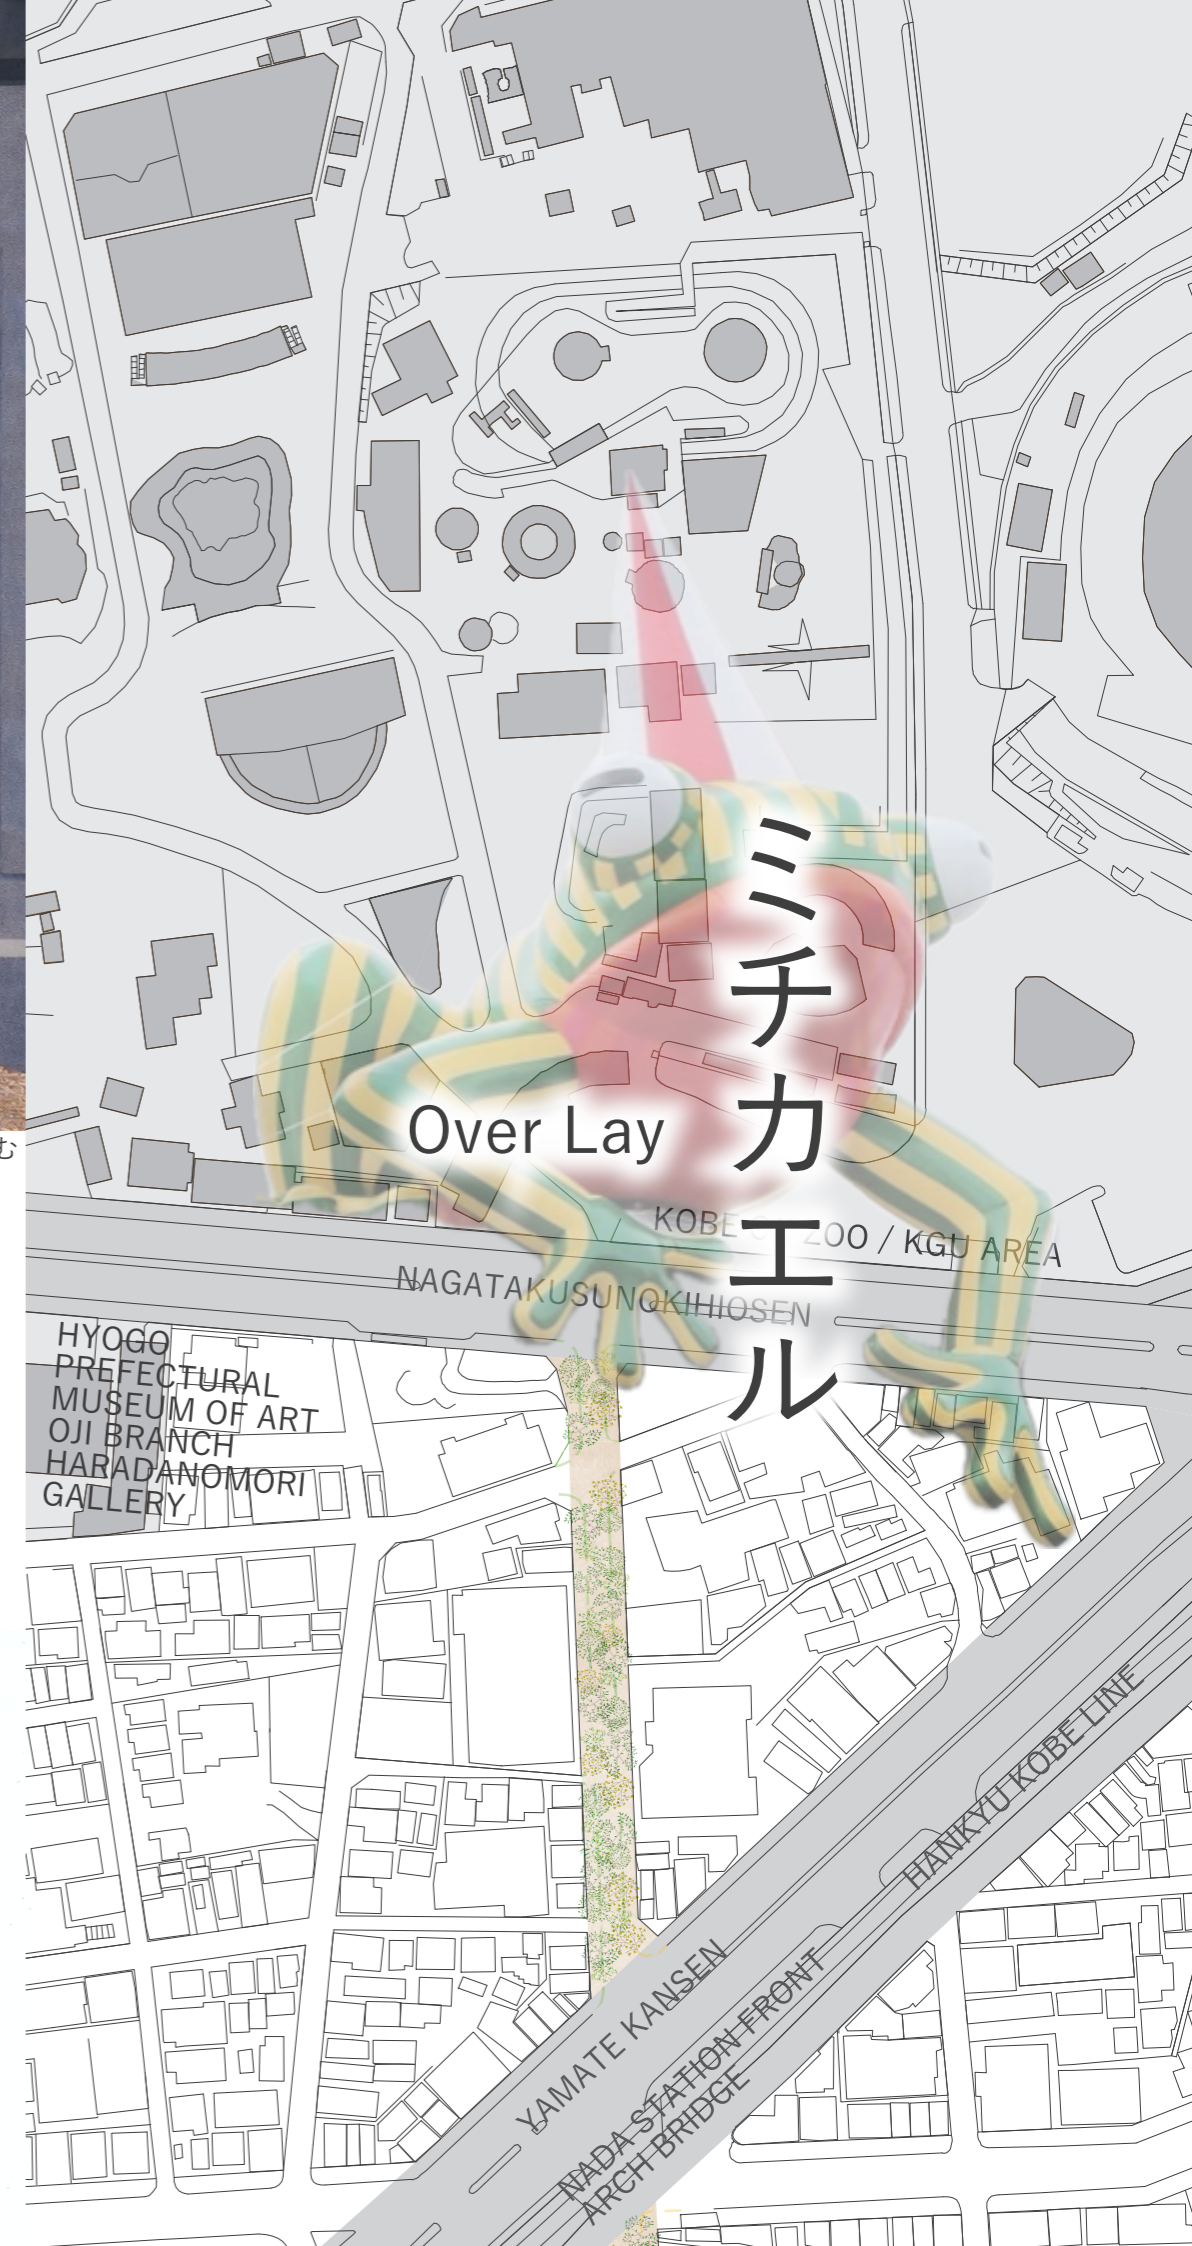 む
ミチカエル
Over Lay
KOBE ZOO / KGU AREA
NAGATAKUSUNOKIHIOSEN
HYOGO
PREFECTURAL
MUSEUM OF ART
OJI BRANCH
HARADANOMORI
GALLERY
HANKYU KOBE LINE
YAMATE KANSEN
NADA STATION FRONT
ARCH BRIDGE